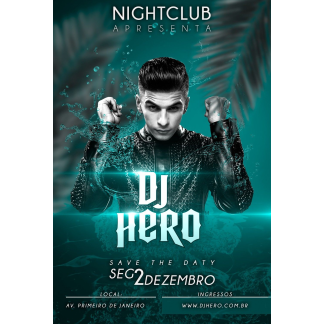 NIGHTCLUB
APRESENTA
DJ
HERO
SAVE THE DATY
SEG 2 DEZEMBRO
LOCAL INGRESSOS
AV. PRIMEIRO DE JANEIRO WWW.DJHERO.COM.BR